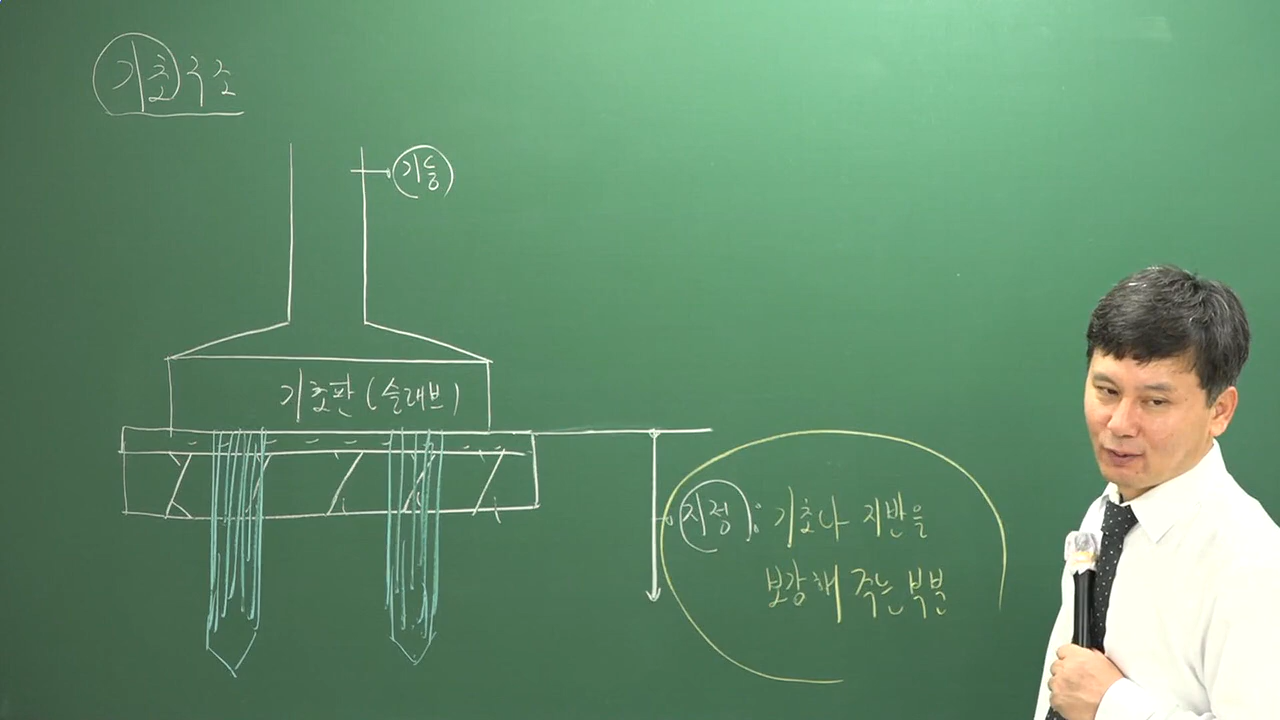 기초구조
기둥
기초판(슬래브)
지정: 기초나 지반을
보강해 주는 부분